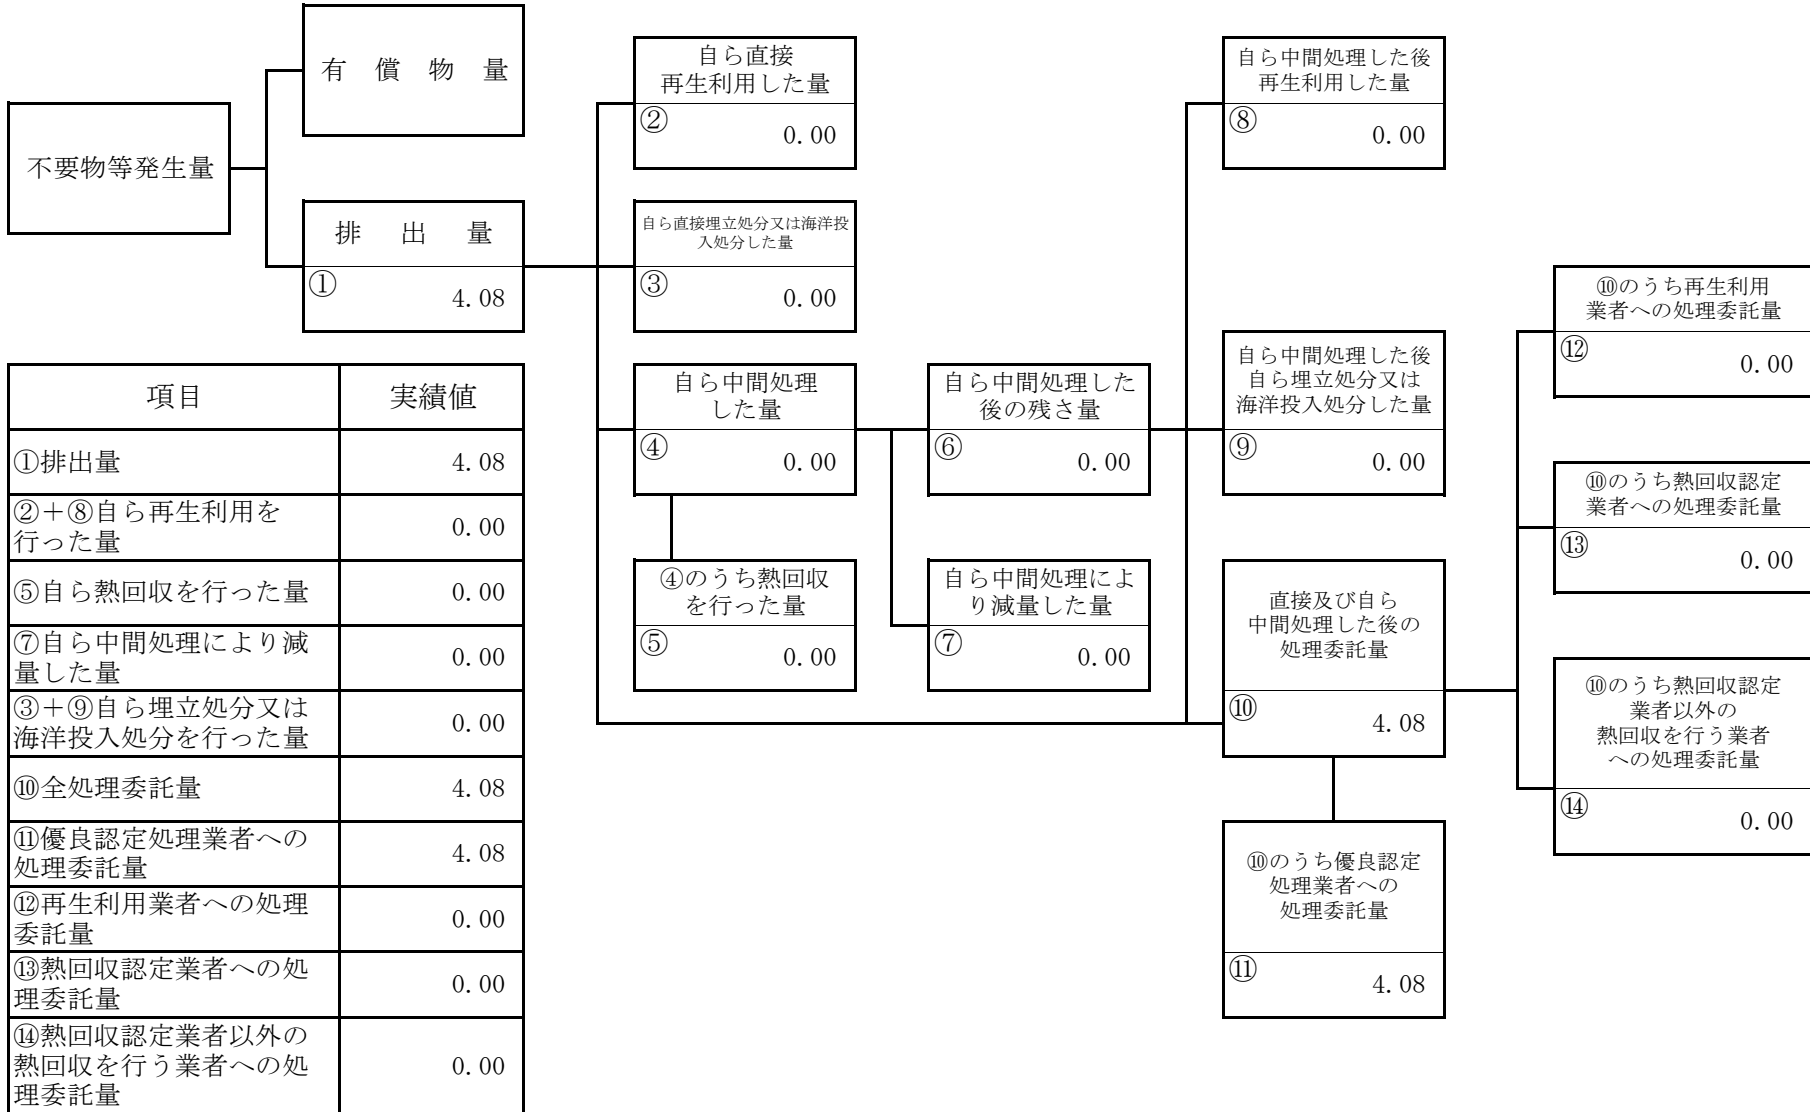 不要物等発生量
有償物量
排出量
①
4.08
自ら直接
再生利用した量
②
0.00
自ら直接埋立処分又は海洋投
入処分した量
③
0.00
自ら中間処理
した量
④
0.00
④のうち熱回収
を行った量
⑤
0.00
自ら中間処理した
後の残さ量
⑥
0.00
自ら中間処理によ
り減量した量
⑦
0.00
自ら中間処理した後
再生利用した量
⑧
0.00
自ら中間処理した後
自ら埋立処分又は
海洋投入処分した量
⑨
0.00
直接及び自ら
中間処理した後の
処理委託量
⑩
4.08
⑩のうち優良認定
処理業者への
処理委託量
⑪
4.08
⑩のうち再生利用
業者への処理委託量
⑫
0.00
⑩のうち熱回収認定
業者への処理委託量
⑬
0.00
⑩のうち熱回収認定
業者以外の
熱回収を行う業者
への処理委託量
⑭
0.00
項目 実績値
①排出量 4.08
②+⑧自ら再生利用を
行った量 0.00
⑤自ら熱回収を行った量 0.00
⑦自ら中間処理により減
量した量 0.00
③+⑨自ら埋立処分又は
海洋投入処分を行った量 0.00
⑩全処理委託量 4.08
⑪優良認定処理業者への
処理委託量 4.08
⑫再生利用業者への処理
委託量 0.00
⑬熱回収認定業者への処
理委託量 0.00
⑭熱回収認定業者以外の
熱回収を行う業者への処
理委託量 0.00